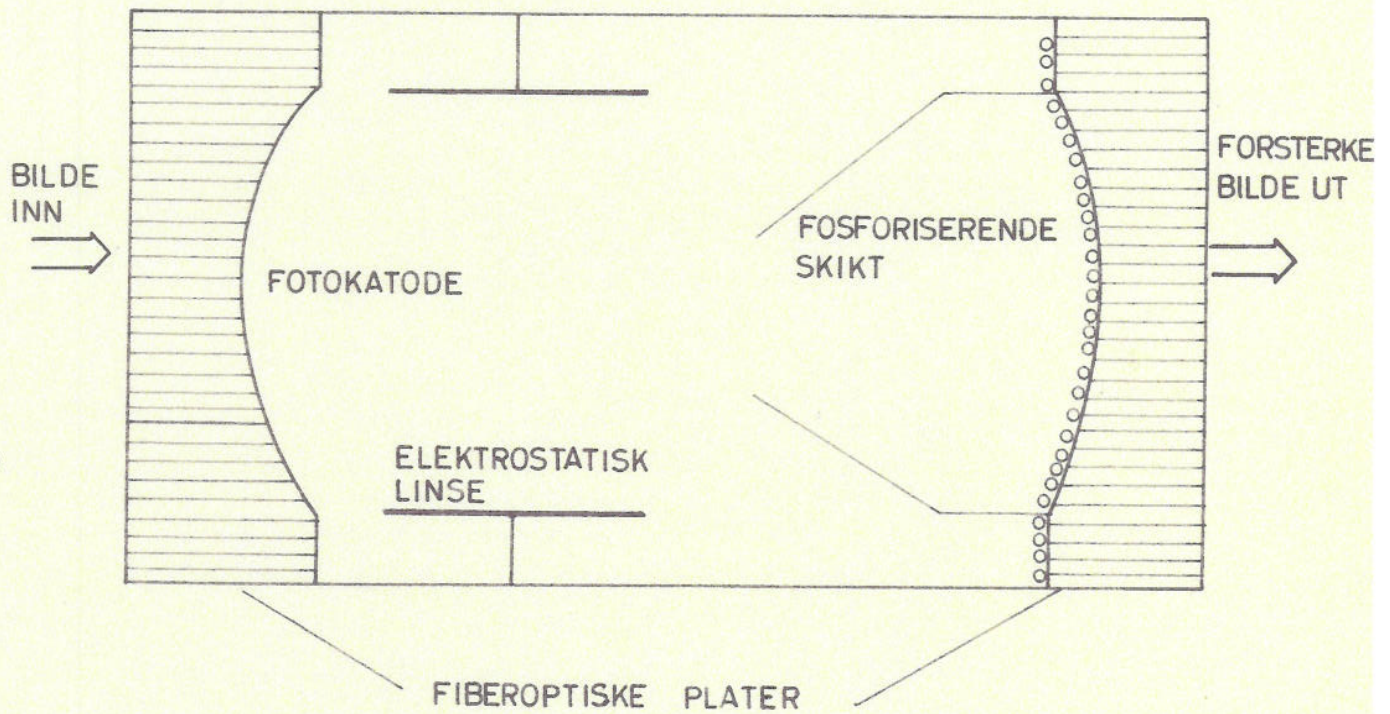 BILDE
INN
FOTOKATODE
ELEKTROSTATISK
LINSE
FOSFORISERENDE
SKIKT
FORSTERKE
BILDE UT
FIBEROPTISKE PLATER